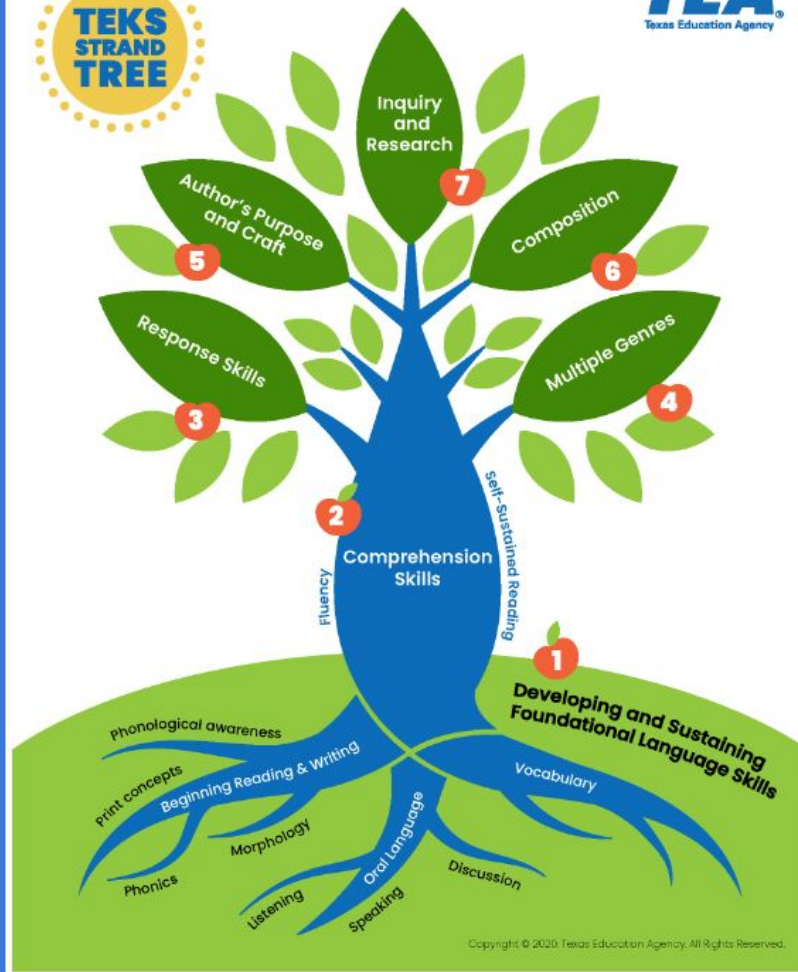 TEKS
STRAND
TREE
TEA®
Texas Education Agency
Inquiry
and
Research
7
Author's Purpose
and Craft
5
Composition
6
Response Skills
3
Multiple Genres
4
2
Comprehension
Skills
Fluency
Self-Sustained Reading
1
Developing and Sustaining
Foundational Language Skills
Phonological awareness
Print concepts
Beginning Reading & Writing
Phonics
Morphology
Oral Language
Listening
Speaking
Discussion
Vocabulary
Copyright © 2020. Texas Education Agency. All Rights Reserved.